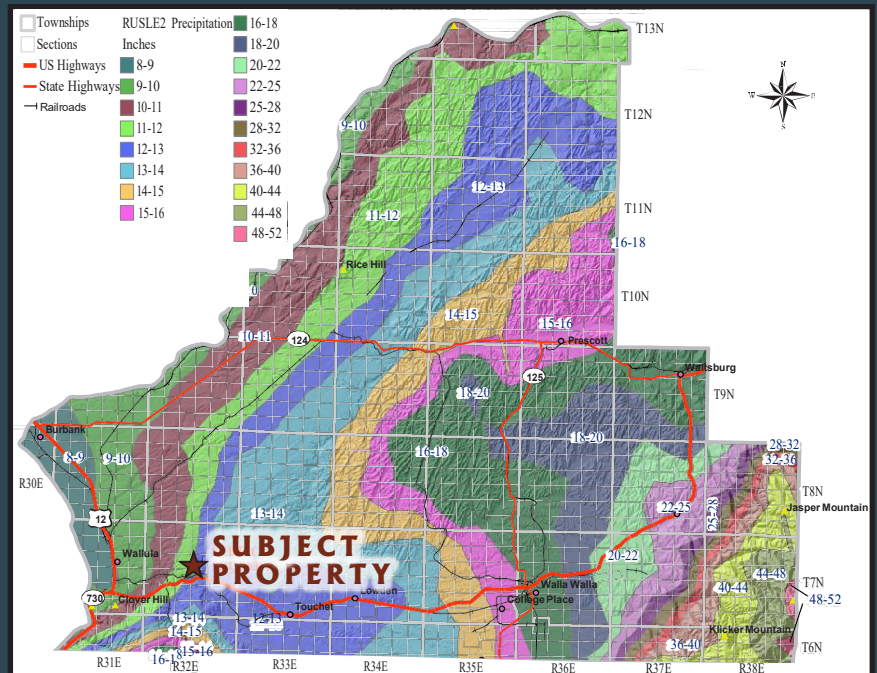 Townships
Sections
US Highways
State Highways
Railroads
RUSLE2 Precipitation
Inches
8-9
9-10
10-11
11-12
12-13
13-14
14-15
15-16
16-18
18-20
20-22
22-25
25-28
28-32
32-36
36-40
40-44
44-48
48-52
N
W
E
S
T13N
T12N
T11N
T10N
T9N
T8N
T7N
T6N
9-10
12-13
11-12
16-18
Rice Hill
0
14-15
15-16
10-11
124
Prescott
125
Waitsburg
18-20
Burbank
8-9
9-10
16-18
18-20
28-32
32-36
R30E
22-25
25-28
Jasper Mountain
12
13-14
SUBJECT
PROPERTY
Wallula
20-22
44-48
40-44
48-52
Walla Walla
College Place
Lowden
730
Clover Hill
Touchet
12-13
13-14
14-15
15-16
16-18
Klicker Mountain
36-40
R31E
R32E
R33E
R34E
R35E
R36E
R37E
R38E